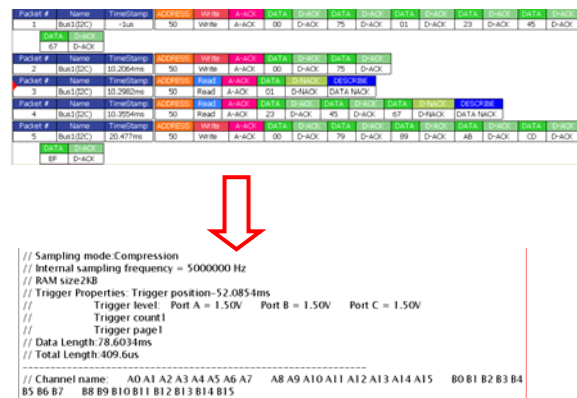 Packet # Name TimeStamp ADDRESS Write A-ACK DATA D-ACK DATA D-ACK DATA D-ACK DATA D-ACK DATA D-ACK
1 Bus1(I2C) -1us 50 Write A-ACK 00 D-ACK 75 D-ACK 01 D-ACK 23 D-ACK 45 D-ACK
DATA D-ACK
67 D-ACK
Packet # Name TimeStamp ADDRESS Write A-ACK DATA D-ACK DATA D-ACK
2 Bus1(I2C) 10.2064ms 50 Write A-ACK 00 D-ACK 75 D-ACK
Packet # Name TimeStamp ADDRESS Read A-ACK DATA D-NACK DESCRIBE
3 Bus1(I2C) 10.2982ms 50 Read A-ACK 01 D-NACK DATA NACK
Packet # Name TimeStamp ADDRESS Read A-ACK DATA D-ACK DATA D-ACK DATA D-NACK DESCRIBE
4 Bus1(I2C) 10.3554ms 50 Read A-ACK 23 D-ACK 45 D-ACK 67 D-NACK DATA NACK
Packet # Name TimeStamp ADDRESS Write A-ACK DATA D-ACK DATA D-ACK DATA D-ACK DATA D-ACK DATA D-ACK
5 Bus1(I2C) 20.477ms 50 Write A-ACK 00 D-ACK 79 D-ACK 89 D-ACK AB D-ACK CD D-ACK
DATA D-ACK
EF D-ACK
// Sampling mode:Compression
// Internal sampling frequency = 5000000 Hz
// RAM size2KB
// Trigger Properties: Trigger position-52.0854ms
// Trigger level: Port A = 1.50V Port B = 1.50V Port C = 1.50V
// Trigger count1
// Trigger page1
// Data Length:78.6034ms
// Total Length:409.6us
// Channel name: A0 A1 A2 A3 A4 A5 A6 A7 A8 A9 A10 A11 A12 A13 A14 A15 B0 B1 B2 B3 B4
B5 B6 B7 B8 B9 B10 B11 B12 B13 B14 B15